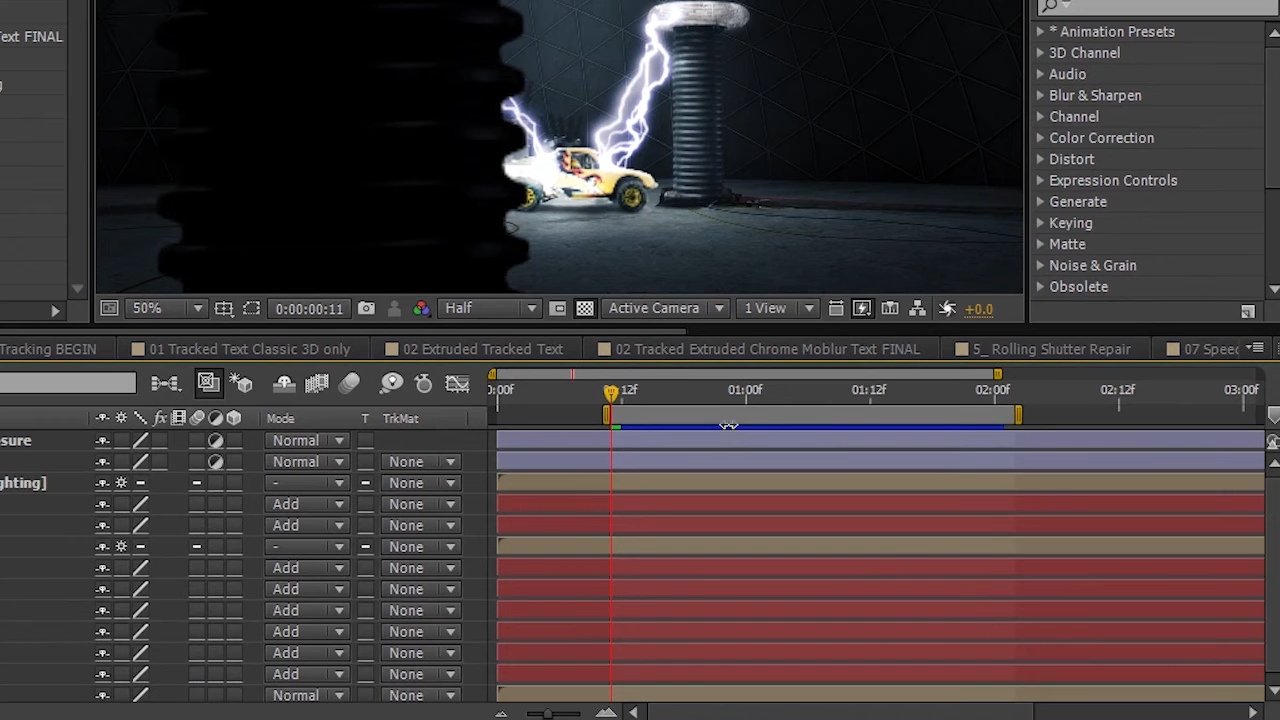 ext FINAL
* Animation Presets
3D Channel
Audio
Blur & Sharpen
Channel
Color Correction
Distort
Expression Controls
Generate
Keying
Matte
Noise & Grain
Obsolete
50% 0:00:00:11 Half Active Camera 1 View +0.0
Tracking BEGIN 01 Tracked Text Classic 3D only 02 Extruded Tracked Text 02 Tracked Extruded Chrome Moblur Text FINAL 5_ Rolling Shutter Repair 07 Speed
:00f 12f 01:00f 01:12f 02:00f 02:12f 03:00f
fx Mode T TrkMat
sure Normal
Normal None
ghting] - None
Add None
Add None
- None
Add None
Add None
Add None
Add None
Add None
Add None
Normal None